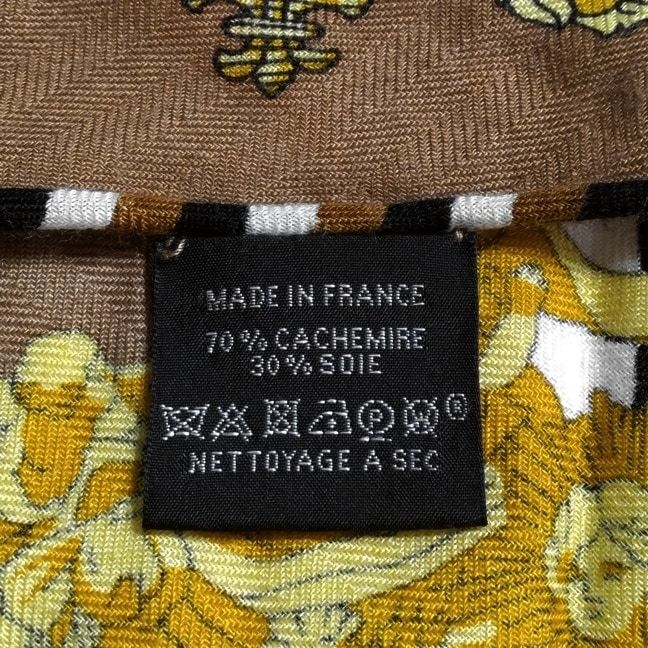 MADE IN FRANCE
70% CACHEMIRE
30% SOIE
P W ®
NETTOYAGE A SEC